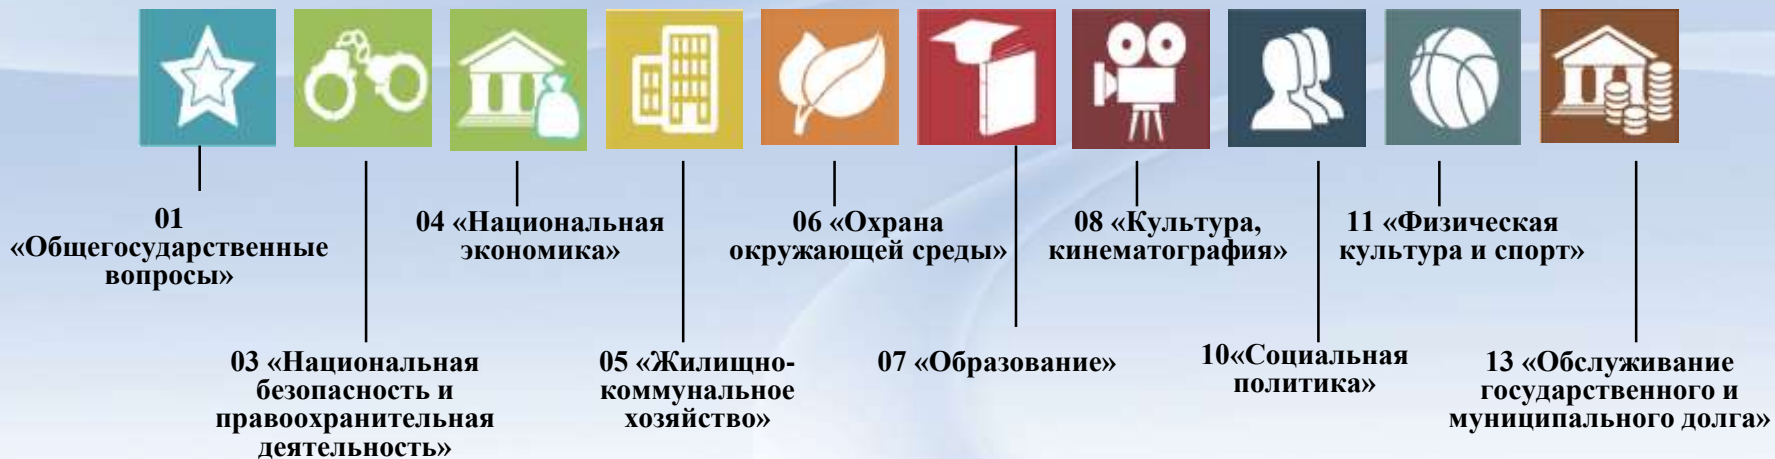 01
«Общегосударственные
вопросы»
03 «Национальная
безопасность и
правоохранительная
деятельность»
04 «Национальная
экономика»
05 «Жилищно-
коммунальное
хозяйство»
06 «Охрана
окружающей среды»
07 «Образование»
08 «Культура,
кинематография»
10«Социальная
политика»
11 «Физическая
культура и спорт»
13 «Обслуживание
государственного и
муниципального долга»